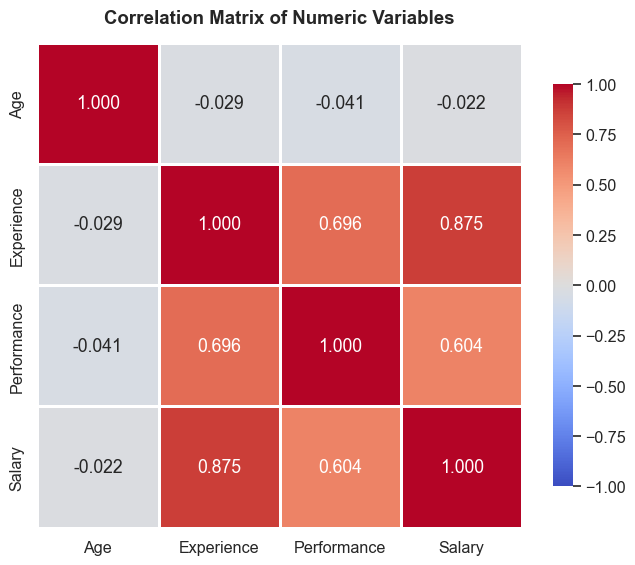 Correlation Matrix of Numeric Variables
Age
1.000 -0.029 -0.041 -0.022
Experience
-0.029 1.000 0.696 0.875
Performance
-0.041 0.696 1.000 0.604
Salary
-0.022 0.875 0.604 1.000
Age Experience Performance Salary
1.00
0.75
0.50
0.25
0.00
−0.25
−0.50
−0.75
−1.00